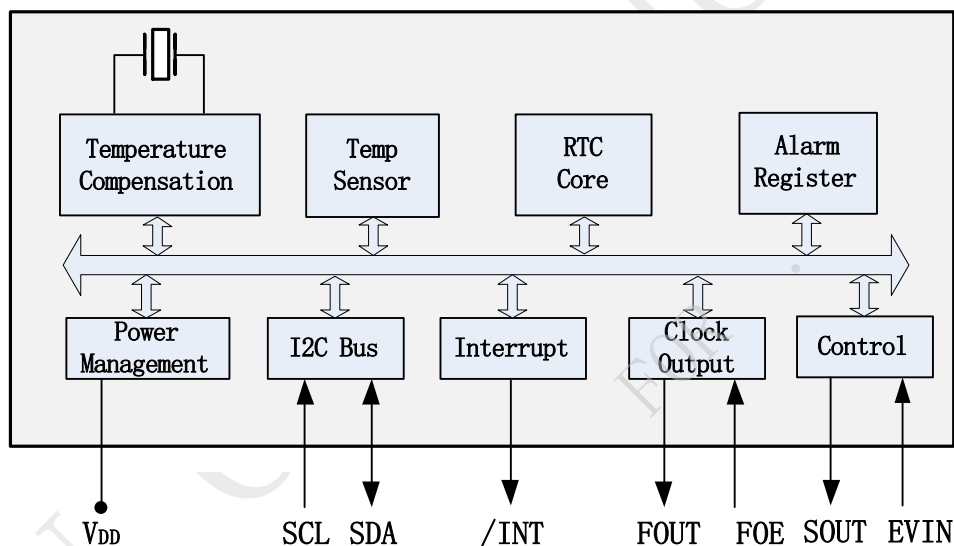 Temperature
Compensation
Temp
Sensor
RTC
Core
Alarm
Register
Power
Management
I2C Bus
Interrupt
Clock
Output
Control
FOR
VDD
SCL
SDA
/INT
FOUT
FOE
SOUT
EVIN